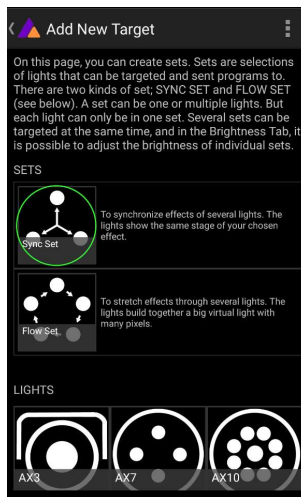 Add New Target
On this page, you can create sets. Sets are selections
of lights that can be targeted and sent programs to.
There are two kinds of set; SYNC SET and FLOW SET
(see below). A set can be one or multiple lights. But
each light can only be in one set. Several sets can be
targeted at the same time, and in the Brightness Tab, it
is possible to adjust the brightness of individual sets.
SETS
To synchronize effects of several lights. The
lights show the same stage of your chosen
effect.
Sync Set
To stretch effects through several lights. The
lights build together a big virtual light with
many pixels.
Flow Set
LIGHTS
AX3
AX7
AX10